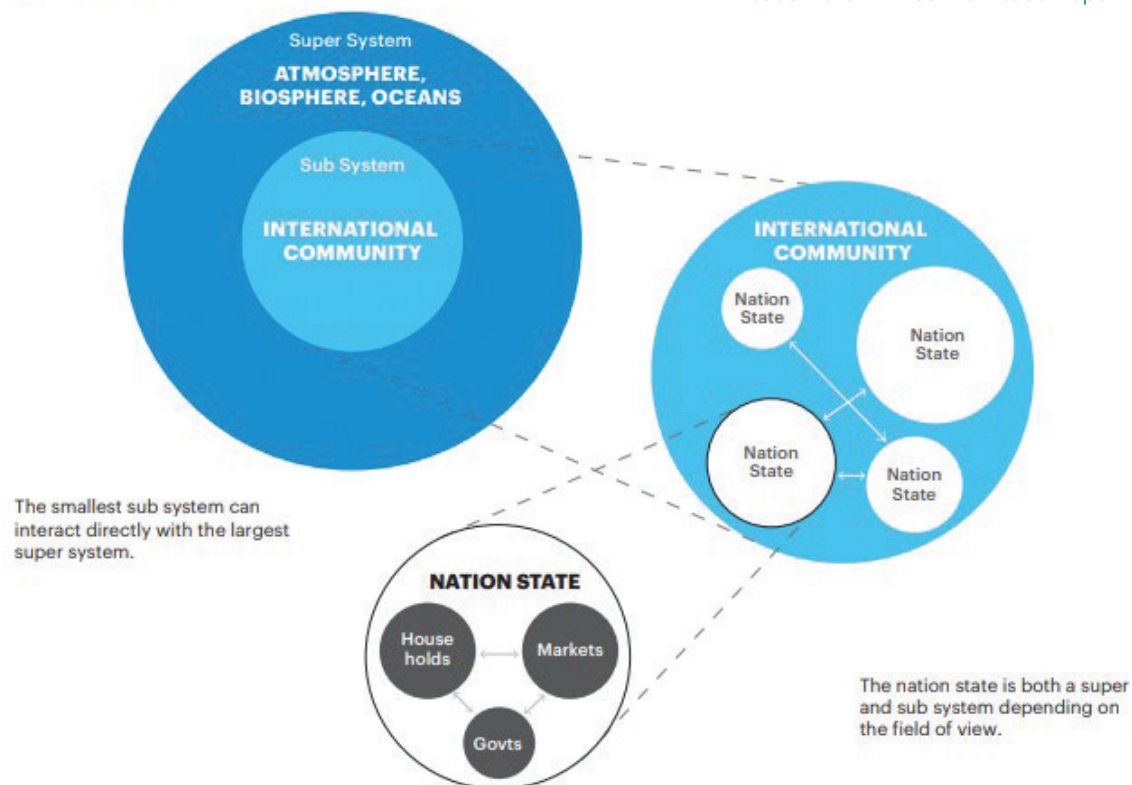 Super System
ATMOSPHERE,
BIOSPHERE, OCEANS
Sub System
INTERNATIONAL
COMMUNITY
INTERNATIONAL
COMMUNITY
Nation
State
Nation
State
Nation
State
Nation
State
The smallest sub system can
interact directly with the largest
super system.
NATION STATE
House
holds
Markets
Govts
The nation state is both a super
and sub system depending on
the field of view.